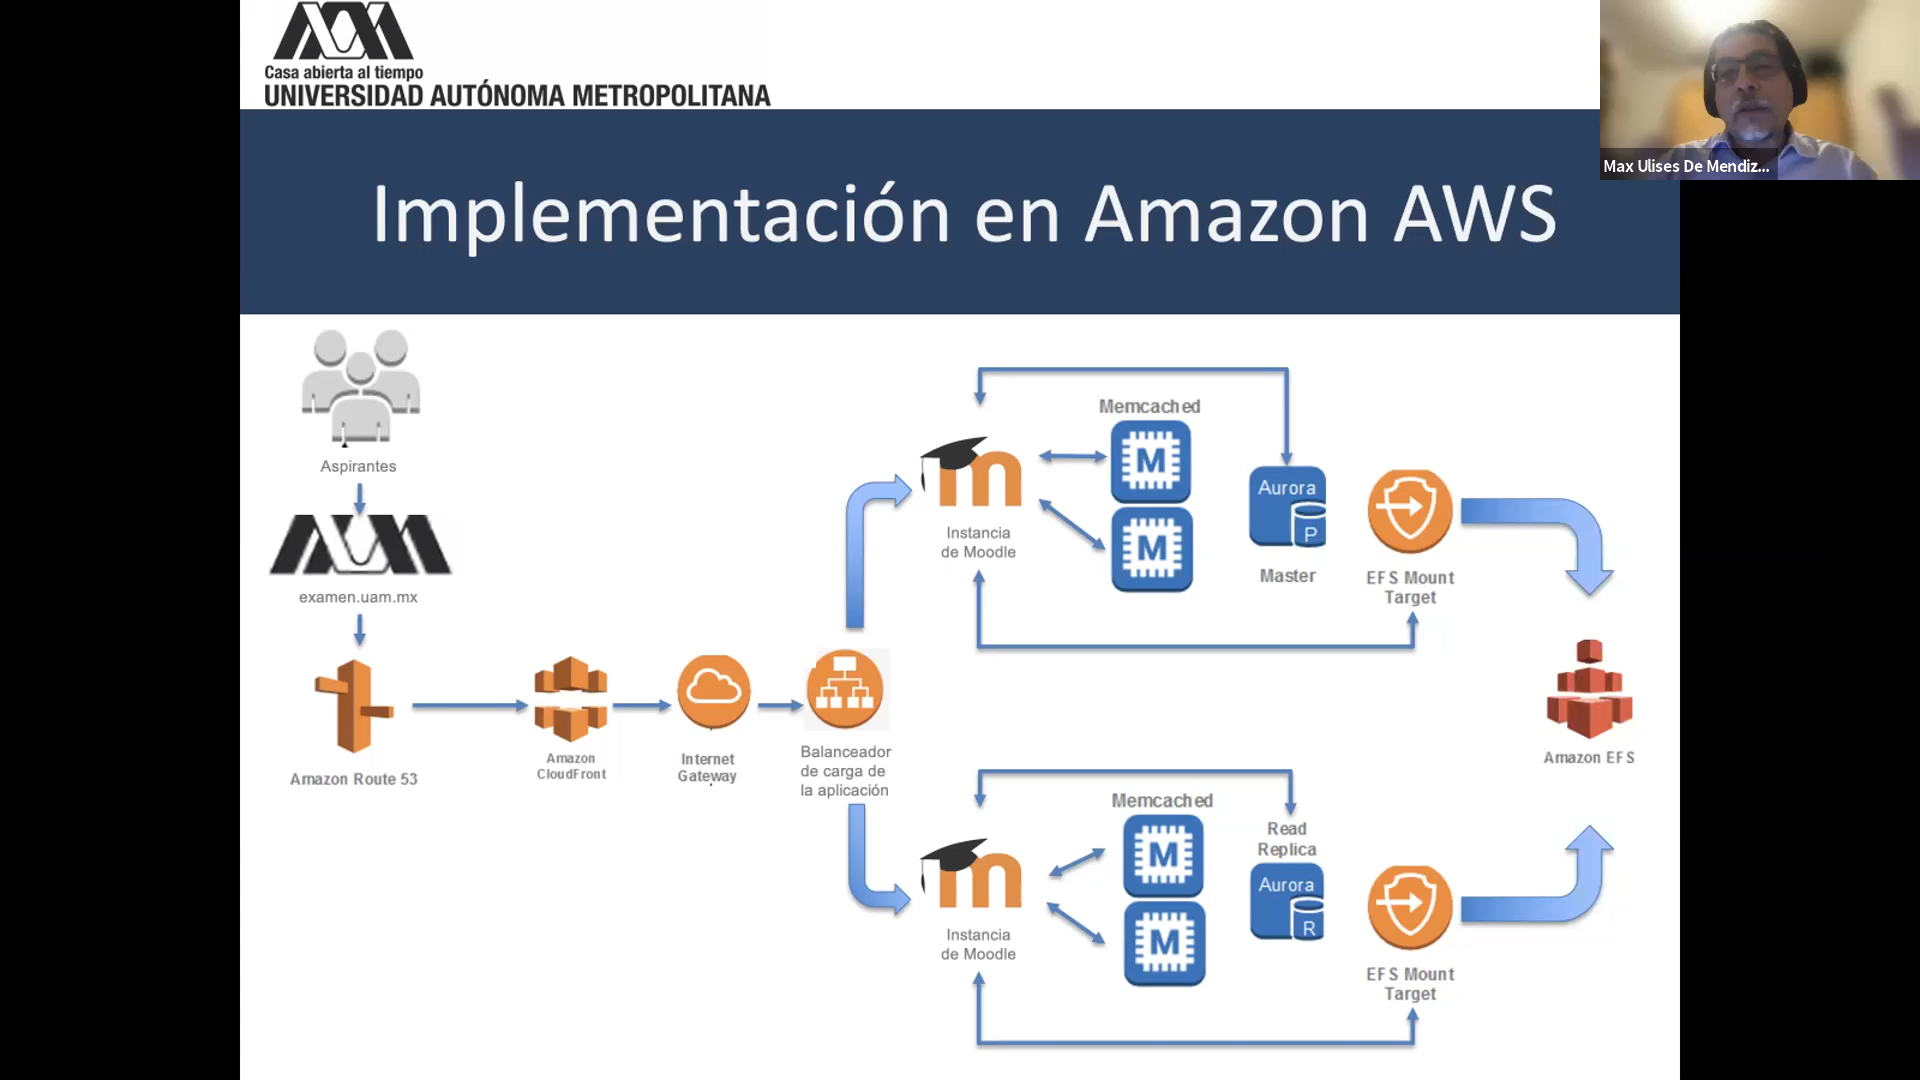 Casa abierta al tiempo
UNIVERSIDAD AUTÓNOMA METROPOLITANA
Max Ulises De Mendiz...
Implementación en Amazon AWS
Aspirantes
examen.uam.mx
Amazon Route 53
Amazon
CloudFront
Internet
Gateway
Balanceador
de carga de
la aplicación
Instancia
de Moodle
Memcached
M
M
Aurora
P
Master
EFS Mount
Target
Amazon EFS
Instancia
de Moodle
Memcached
M
M
Read
Replica
Aurora
R
EFS Mount
Target